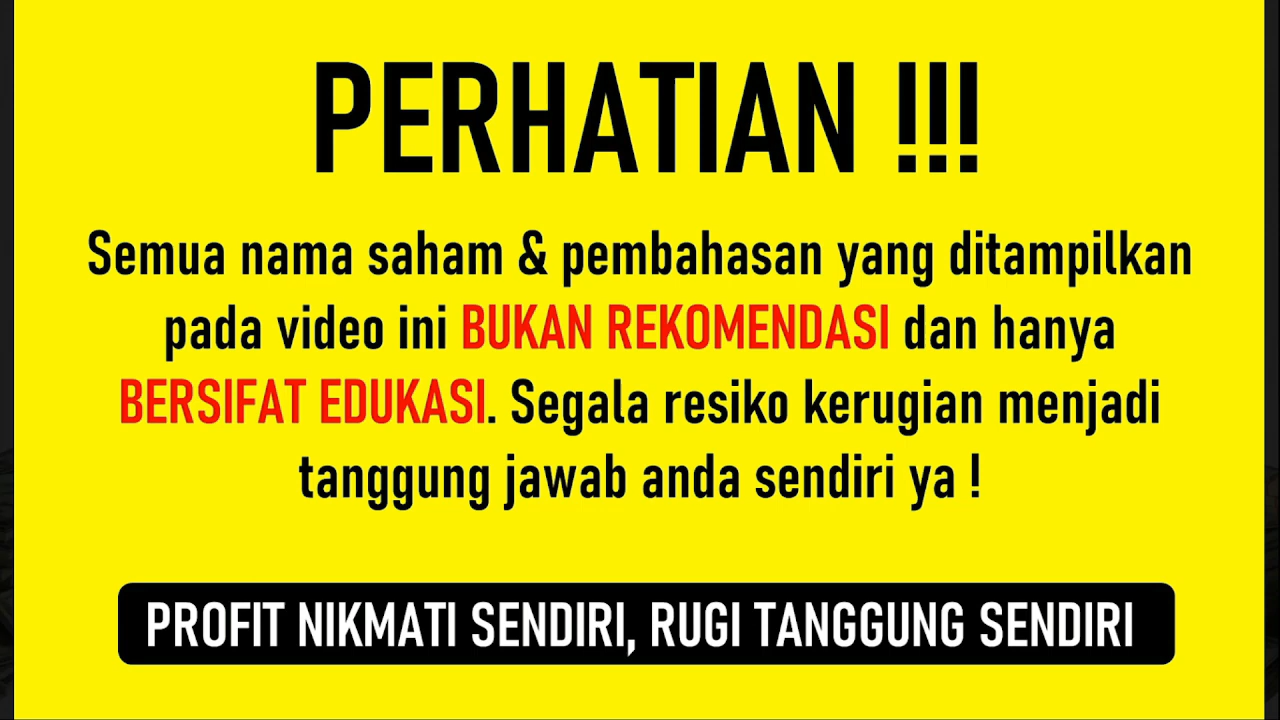 PERHATIAN !!!
Semua nama saham & pembahasan yang ditampilkan
pada video ini BUKAN REKOMENDASI dan hanya
BERSIFAT EDUKASI. Segala resiko kerugian menjadi
tanggung jawab anda sendiri ya !
PROFIT NIKMATI SENDIRI, RUGI TANGGUNG SENDIRI